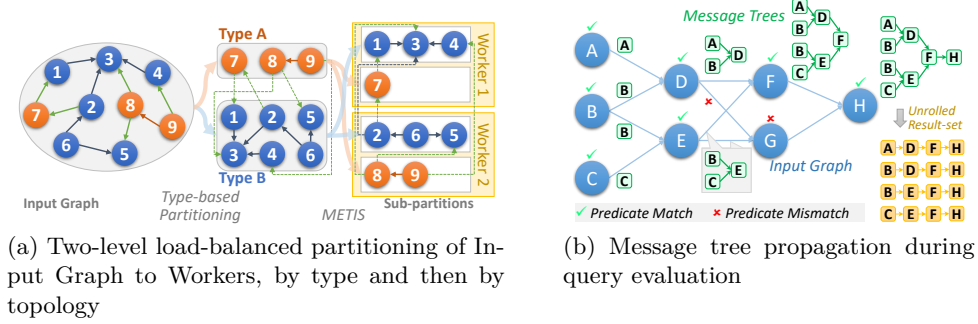 Type A
Type B
1
2
3
4
5
6
7
8
9
Input Graph
Type-based
Partitioning
7
8
9
1
2
5
3
4
6
METIS
1
3
4
7
Worker 1
2
6
5
8
9
Worker 2
Sub-partitions
(a) Two-level load-balanced partitioning of In-
put Graph to Workers, by type and then by
topology
Message Trees
A
B
C
D
E
F
G
H
A
B
B
C
A
B
D
B
C
E
A
B
B
C
D
E
F
A
B
B
C
D
E
F
H
Input Graph
Unrolled
Result-set
A D F H
B D F H
B E F H
C E F H
✓ Predicate Match
✗ Predicate Mismatch
(b) Message tree propagation during
query evaluation